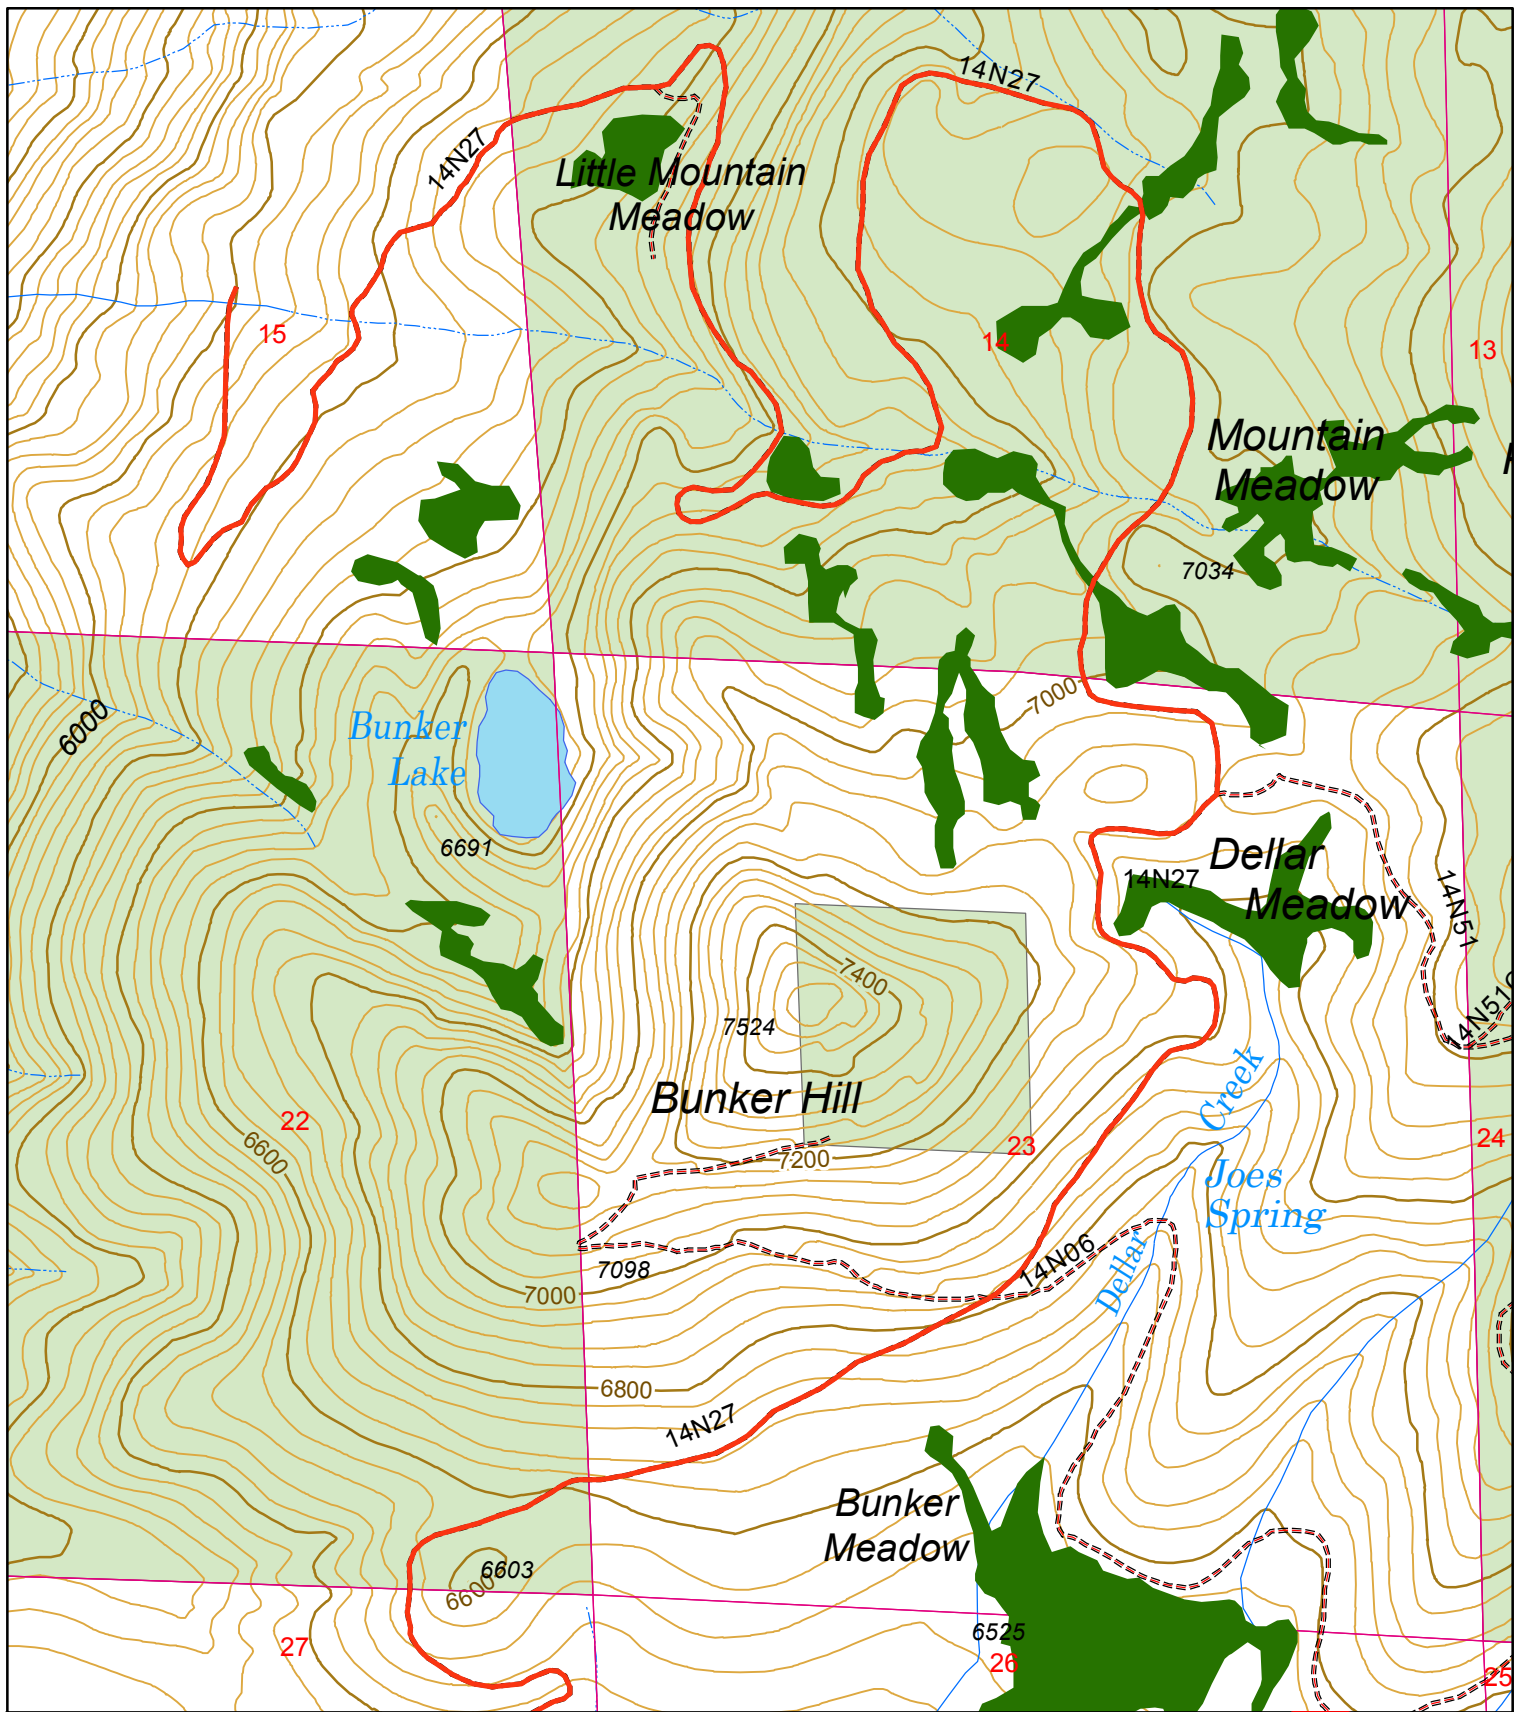 14N27
14N27
Little Mountain
Meadow
15
14
13
Mountain
Meadow
7034
7000
6000
Bunker
Lake
6691
Dellar
Meadow
14N27
14N51
7400
7524
Bunker Hill
7200
23
22
6600
Creek
24
Joes
Spring
Dellar
14N06
7098
7000
6800
14N27
Bunker
Meadow
6603
6600
6525
26
27
25